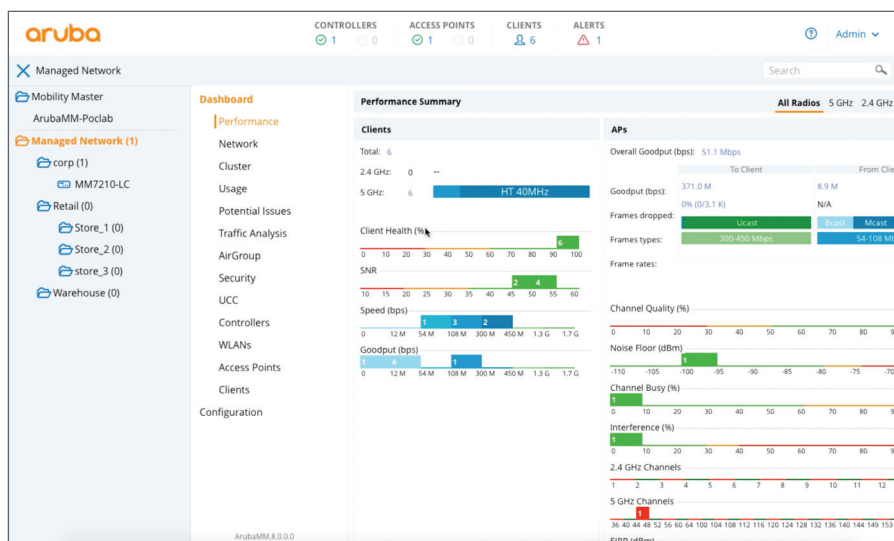 aruba
CONTROLLERS ACCESS POINTS CLIENTS ALERTS
1 0 1 0 6 1
Admin
Managed Network
Search
Mobility Master
ArubaMM-Poclab
Managed Network (1)
corp (1)
MM7210-LC
Retail (0)
Store_1 (0)
Store_2 (0)
store_3 (0)
Warehouse (0)
Dashboard
Performance
Network
Cluster
Usage
Potential Issues
Traffic Analysis
AirGroup
Security
UCC
Controllers
WLANs
Access Points
Clients
Configuration
ArubaMM,8.0.0.0
Performance Summary
All Radios 5 GHz 2.4 GHz
Clients
Total: 6
2.4 GHz: 0 --
5 GHz: 6 HT 40MHz
Client Health (%)
6
0 10 20 30 40 50 60 70 80 90 100
SNR
2 4
10 15 20 25 30 35 40 45 50 55 60
Speed (bps)
1 3 2
0 12 M 54 M 108 M 300 M 450 M 1.3 G 1.7 G
Goodput (bps)
1 4 1
0 12 M 54 M 108 M 300 M 450 M 1.3 G 1.7 G
APs
Overall Goodput (bps): 51.1 Mbps
To Client From Clie
Goodput (bps): 371.0 M 8.9 M
0% (0/3.1 K) N/A
Frames dropped:
Ucast Bcast Mcast
Frames types:
300-450 Mbps 54-108 Mb
Frame rates:
Channel Quality (%)
0 10 20 30 40 50 60 70 80 9
Noise Floor (dBm)
1
-110 -105 -100 -95 -90 -85 -80 -75 -70
Channel Busy (%)
1
0 10 20 30 40 50 60 70 80 9
Interference (%)
1
0 10 20 30 40 50 60 70 80 9
2.4 GHz Channels
1 2 3 4 5 6 7 8 9 10 11 12
5 GHz Channels
1
36 40 44 48 52 56 60 64 100 104 108 112 116 120 124 128 132 136 140 144 149 153
EIRP (dBm)